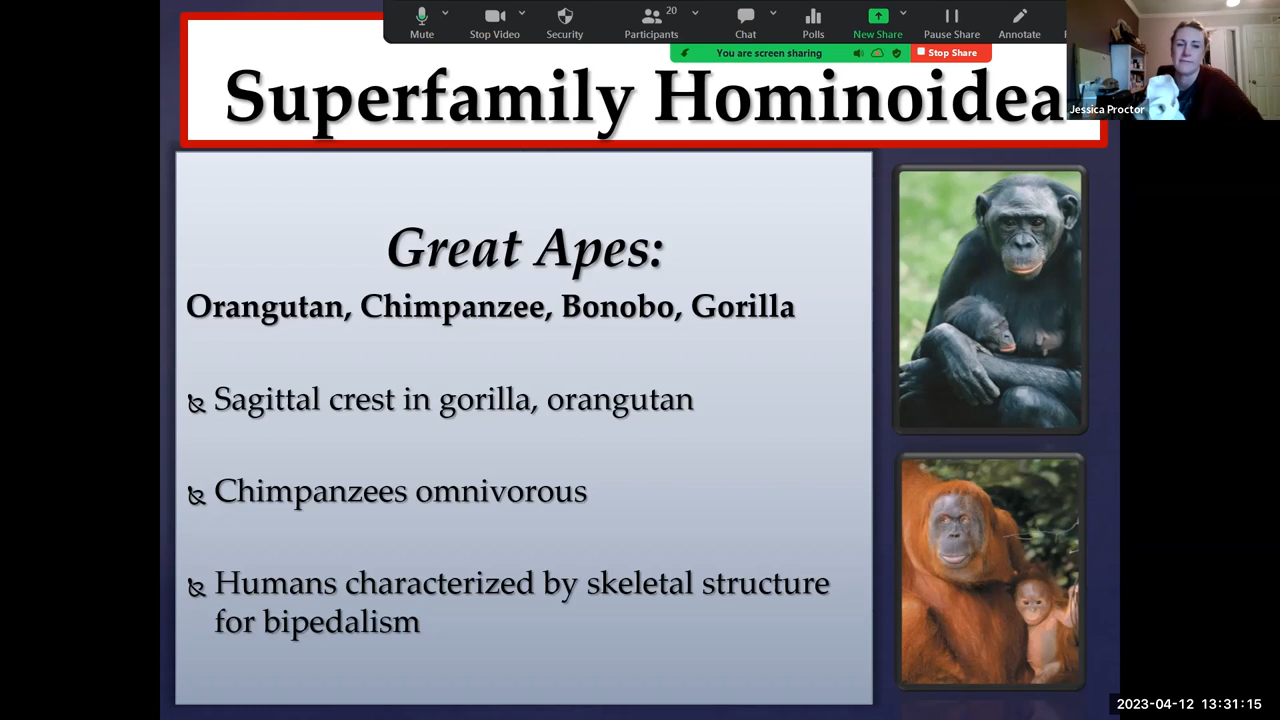 20
Mute
Stop Video
Security
Participants
Chat
Polls
New Share
Pause Share
Annotate
You are screen sharing
Stop Share
Superfamily Hominoidea
Jessica Proctor
Great Apes:
Orangutan, Chimpanzee, Bonobo, Gorilla
Sagittal crest in gorilla, orangutan
Chimpanzees omnivorous
Humans characterized by skeletal structure
for bipedalism
2023-04-12 13:31:15